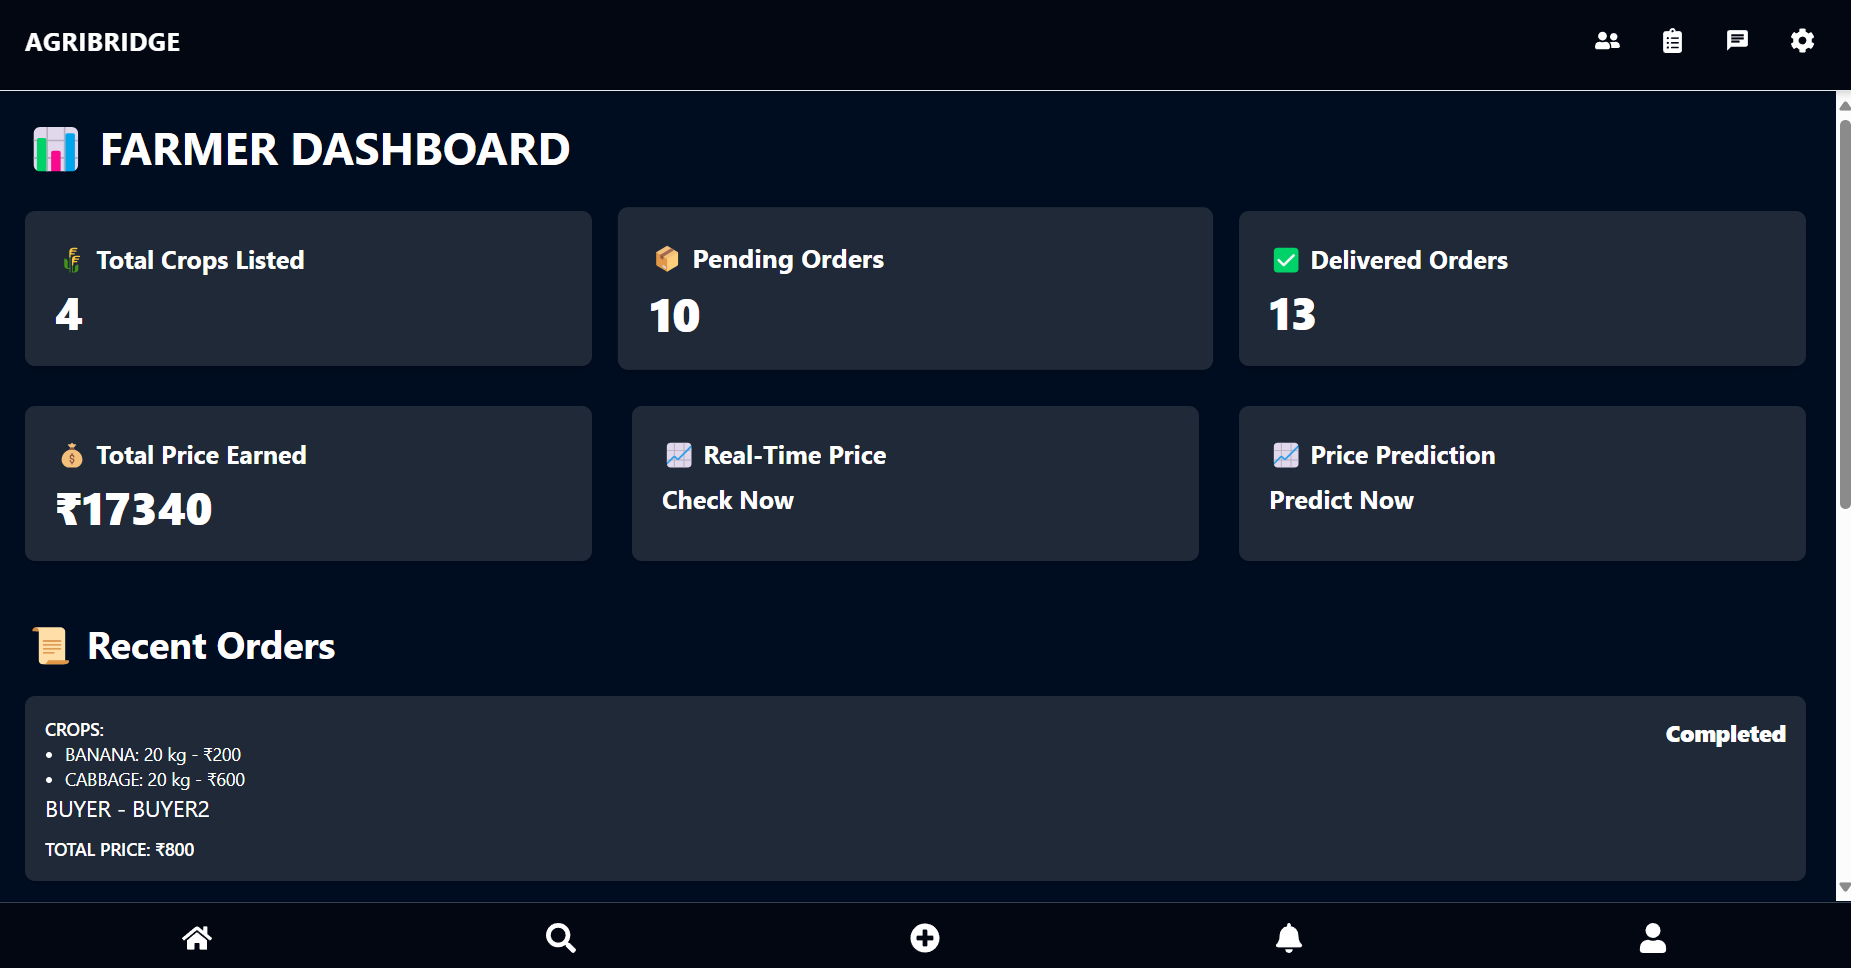 AGRIBRIDGE
FARMER DASHBOARD
Total Crops Listed
4
Pending Orders
10
Delivered Orders
13
Total Price Earned
₹17340
Real-Time Price
Check Now
Price Prediction
Predict Now
Recent Orders
CROPS:
• BANANA: 20 kg - ₹200
• CABBAGE: 20 kg - ₹600
BUYER - BUYER2
TOTAL PRICE: ₹800
Completed